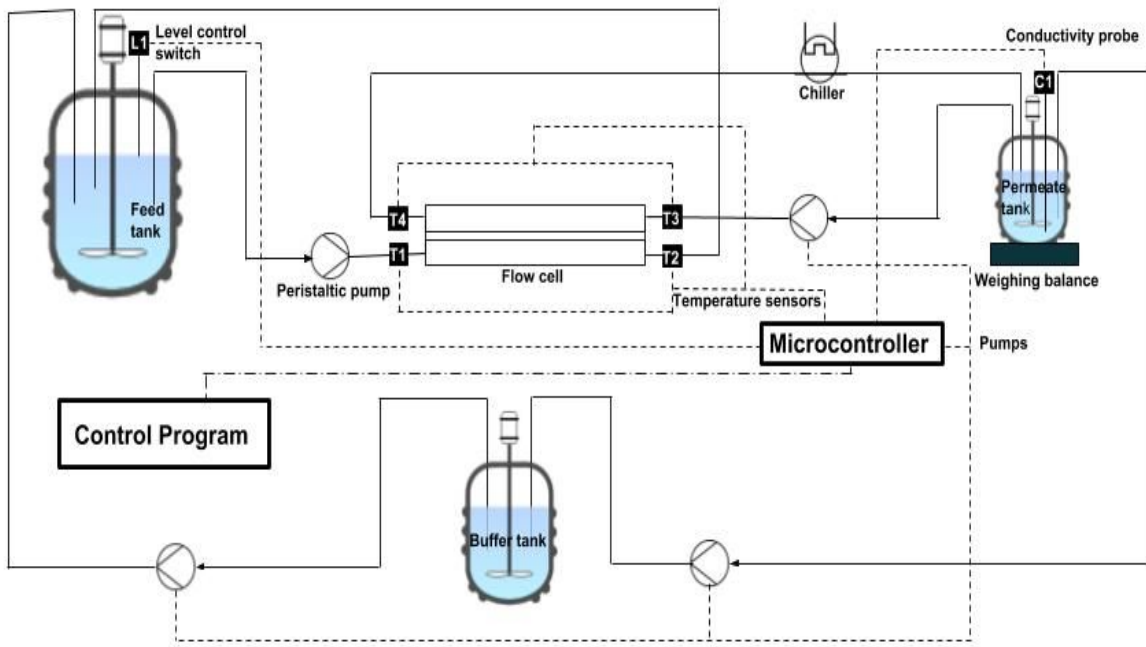 L1
Level control
switch
Conductivity probe
C1
Chiller
Feed
tank
Permeate
tank
T4
T3
T1
T2
Peristaltic pump
Flow cell
Temperature sensors
Weighing balance
Microcontroller
Pumps
Control Program
Buffer tank